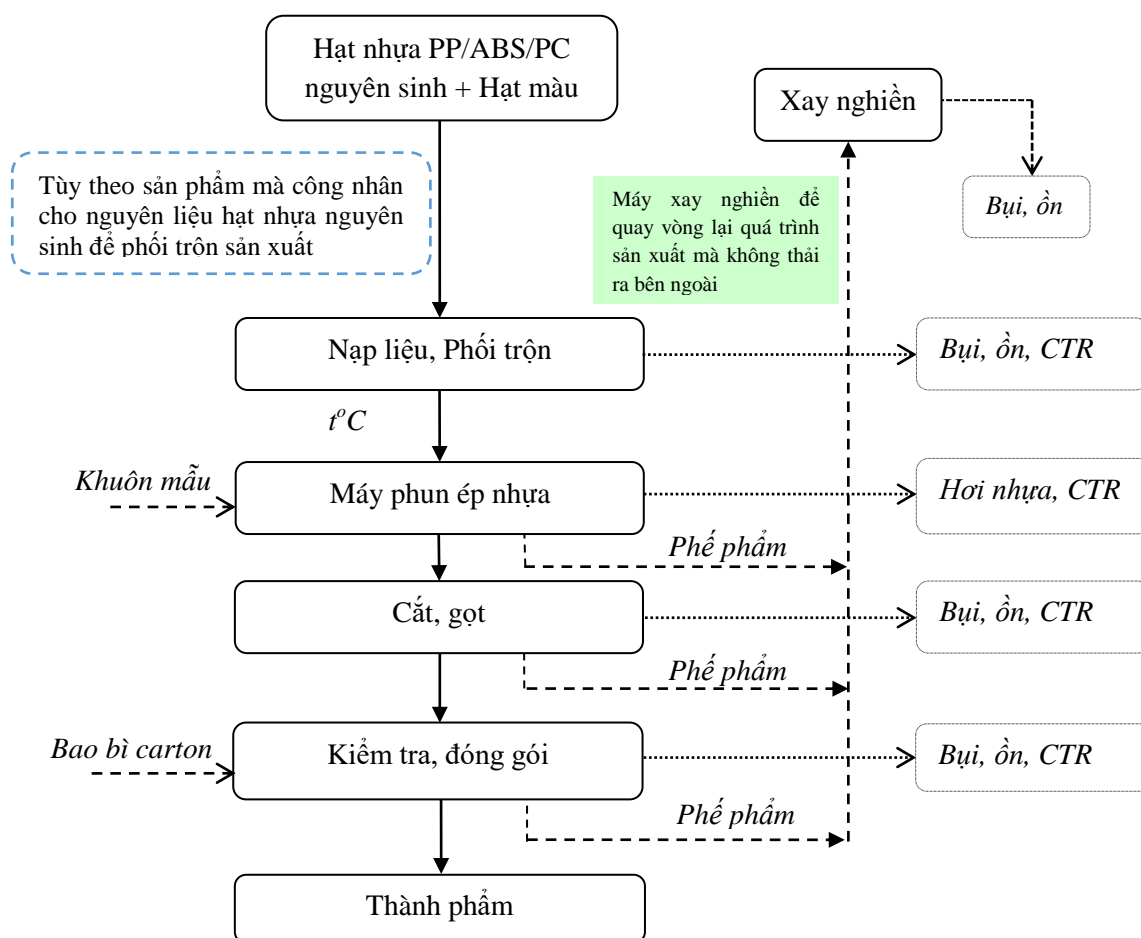 Hạt nhựa PP/ABS/PC
nguyên sinh + Hạt màu
Xay nghiền
Tùy theo sản phẩm mà công nhân
cho nguyên liệu hạt nhựa nguyên
sinh để phối trôn sản xuất
Máy xay nghiền để
quay vòng lại quá trình
sản xuất mà không thải
ra bên ngoài
Bụi, ồn
Nạp liệu, Phối trộn
Bụi, ồn, CTR
t°C
Khuôn mẫu
Máy phun ép nhựa
Hơi nhựa, CTR
Phế phẩm
Cắt, gọt
Bụi, ồn, CTR
Phế phẩm
Bao bì carton
Kiểm tra, đóng gói
Bụi, ồn, CTR
Phế phẩm
Thành phẩm